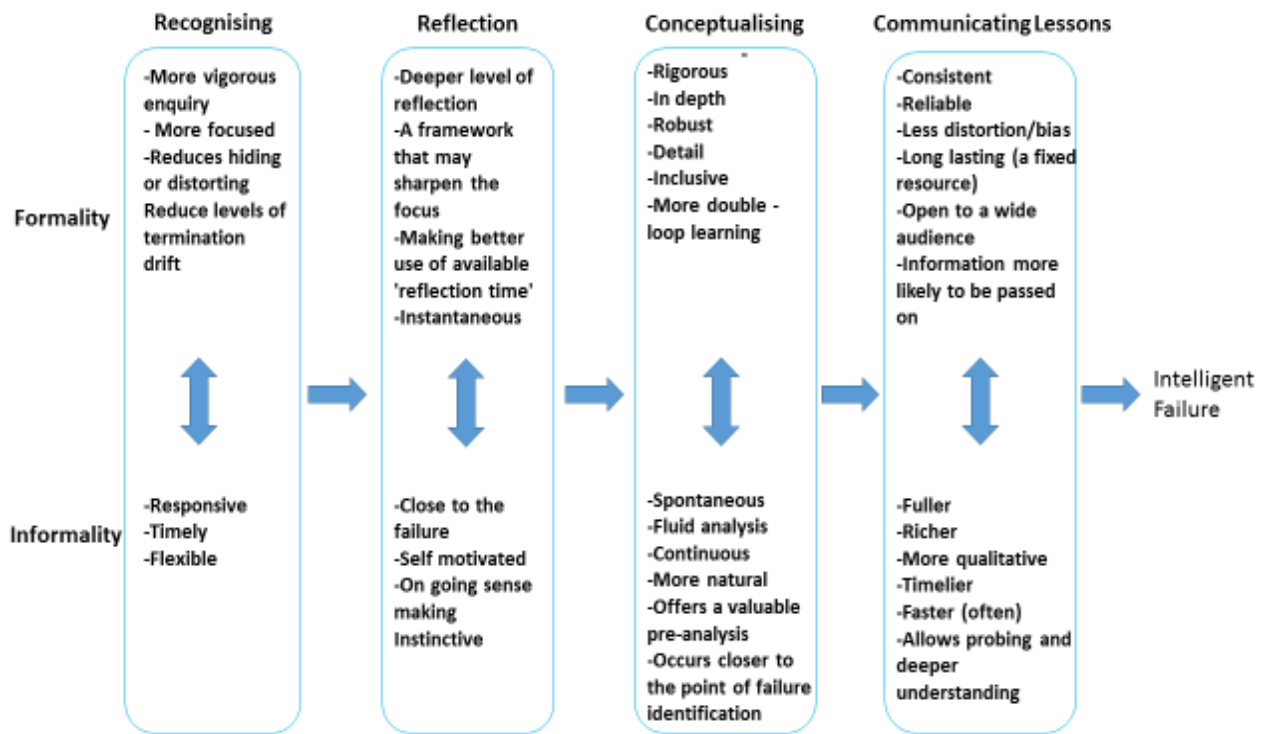 Recognising
Reflection
Conceptualising
Communicating Lessons
Formality
-More vigorous
enquiry
- More focused
-Reduces hiding
or distorting
Reduce levels of
termination
drift
-Deeper level of
reflection
-A framework
that may
sharpen the
focus
-Making better
use of available
'reflection time'
-Instantaneous
-Rigorous
-In depth
-Robust
-Detail
-Inclusive
-More double -
loop learning
-Consistent
-Reliable
-Less distortion/bias
-Long lasting (a fixed
resource)
-Open to a wide
audience
-Information more
likely to be passed
on
Intelligent
Failure
Informality
-Responsive
-Timely
-Flexible
-Close to the
failure
-Self motivated
-On going sense
making
Instinctive
-Spontaneous
-Fluid analysis
-Continuous
-More natural
-Offers a valuable
pre-analysis
-Occurs closer to
the point of failure
identification
-Fuller
-Richer
-More qualitative
-Timelier
-Faster (often)
-Allows probing and
deeper
understanding